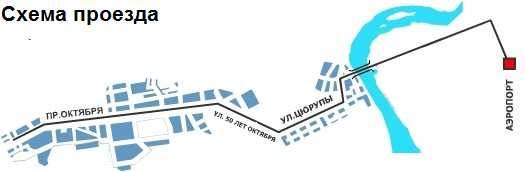 Схема проезда
ПР.ОКТЯБРЯ
УЛ. 50 ЛЕТ ОКТЯБРЯ
УЛ.ЦЮРУПЫ
АЭРОПОРТ